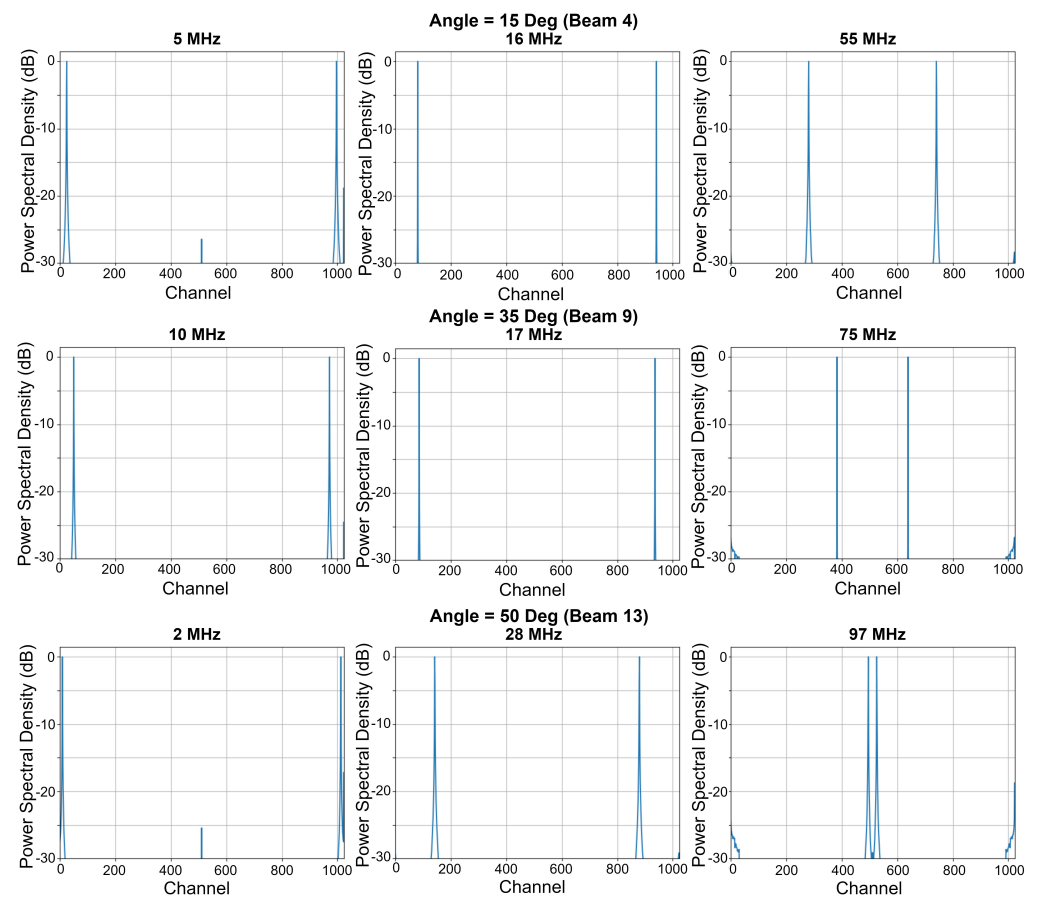 Angle = 15 Deg (Beam 4)
5 MHz
16 MHz
55 MHz
Power Spectral Density (dB)
0
-10
-20
-30
0 200 400 600 800 1000
Channel
Power Spectral Density (dB)
0
-10
-20
-30
0 200 400 600 800 1000
Channel
Power Spectral Density (dB)
0
-10
-20
-30
0 200 400 600 800 1000
Channel
Angle = 35 Deg (Beam 9)
10 MHz
17 MHz
75 MHz
Power Spectral Density (dB)
0
-10
-20
-30
0 200 400 600 800 1000
Channel
Power Spectral Density (dB)
0
-10
-20
-30
0 200 400 600 800 1000
Channel
Power Spectral Density (dB)
0
-10
-20
-30
0 200 400 600 800 1000
Channel
Angle = 50 Deg (Beam 13)
2 MHz
28 MHz
97 MHz
Power Spectral Density (dB)
0
-10
-20
-30
0 200 400 600 800 1000
Channel
Power Spectral Density (dB)
0
-10
-20
-30
0 200 400 600 800 1000
Channel
Power Spectral Density (dB)
0
-10
-20
-30
0 200 400 600 800 1000
Channel